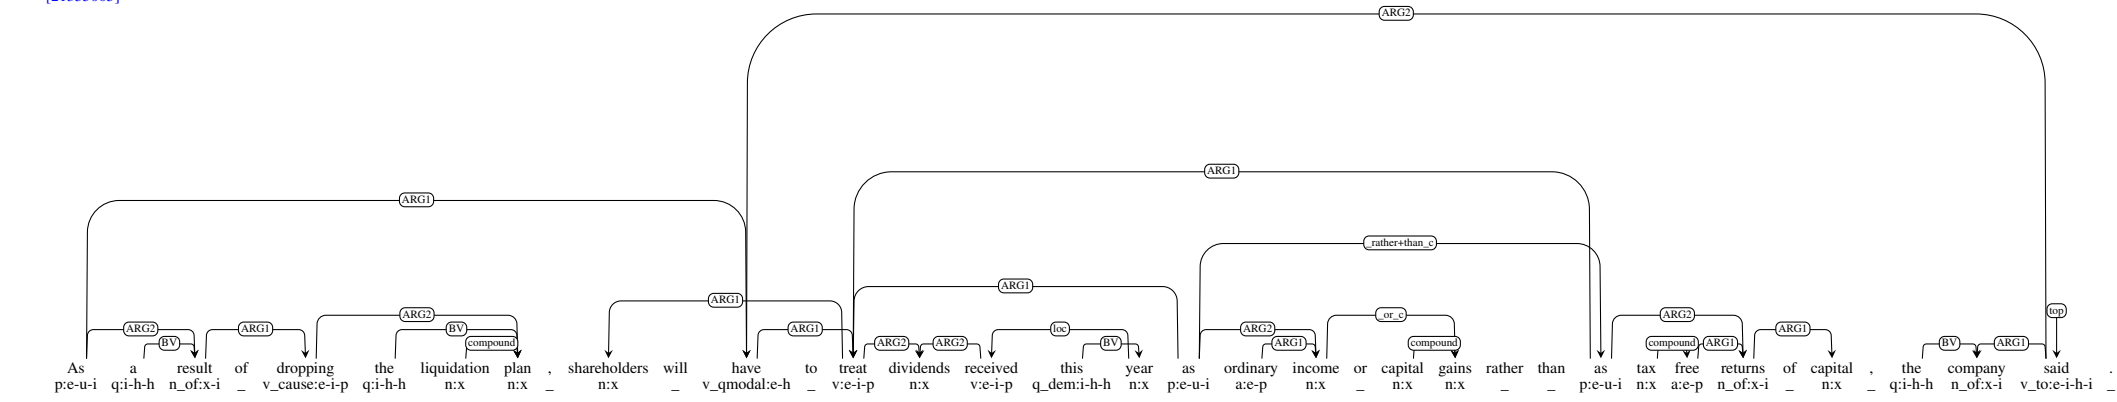 ARG2
ARG1
ARG1
_rather+than_c
ARG1
ARG1
top
ARG2 _or_c ARG2
ARG2 ARG1 BV ARG1 loc ARG2 ARG1
BV compound ARG2 ARG2 BV ARG1 compound compound ARG1 BV ARG1
As a result of dropping the liquidation plan , shareholders will have to treat dividends received this year as ordinary income or capital gains rather than as tax free returns of capital , the company said .
p:e-u-i q:i-h-h n_of:x-i _ v_cause:e-i-p q:i-h-h n:x n:x _ n:x _ v_qmodal:e-h _ v:e-i-p n:x v:e-i-p q_dem:i-h-h n:x p:e-u-i a:e-p n:x _ n:x n:x _ _ p:e-u-i n:x a:e-p n_of:x-i _ n:x _ q:i-h-h n_of:x-i v_to:e-i-h-i _